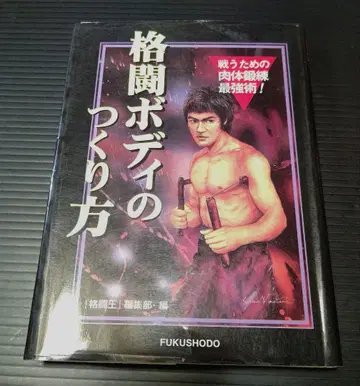 戦うための
肉体鍛練
最強術!
格闘ボディの
つくり方
「格闘王」編集部・編
FUKUSHODO